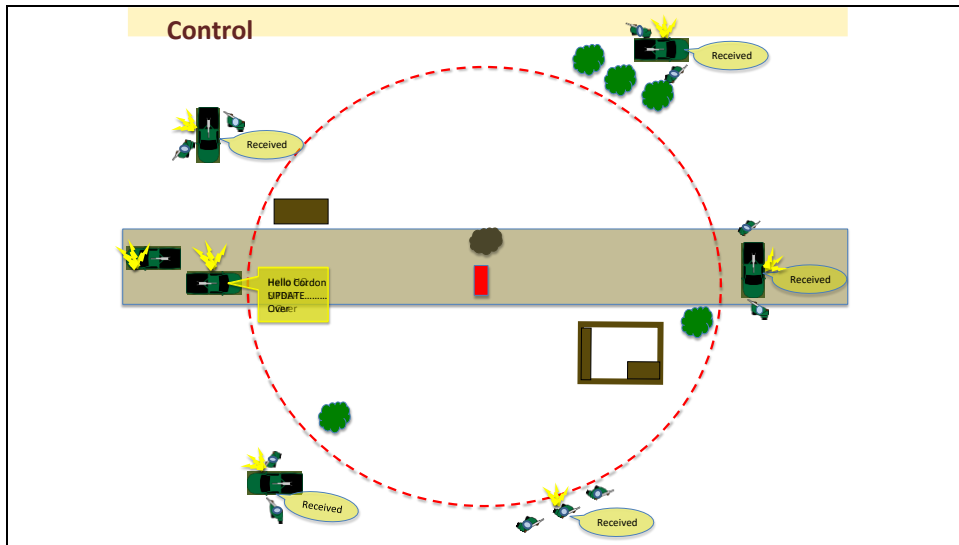 Control
Received
Received
Hello Cordon
UPDATE.........
Over
Received
Received
Received